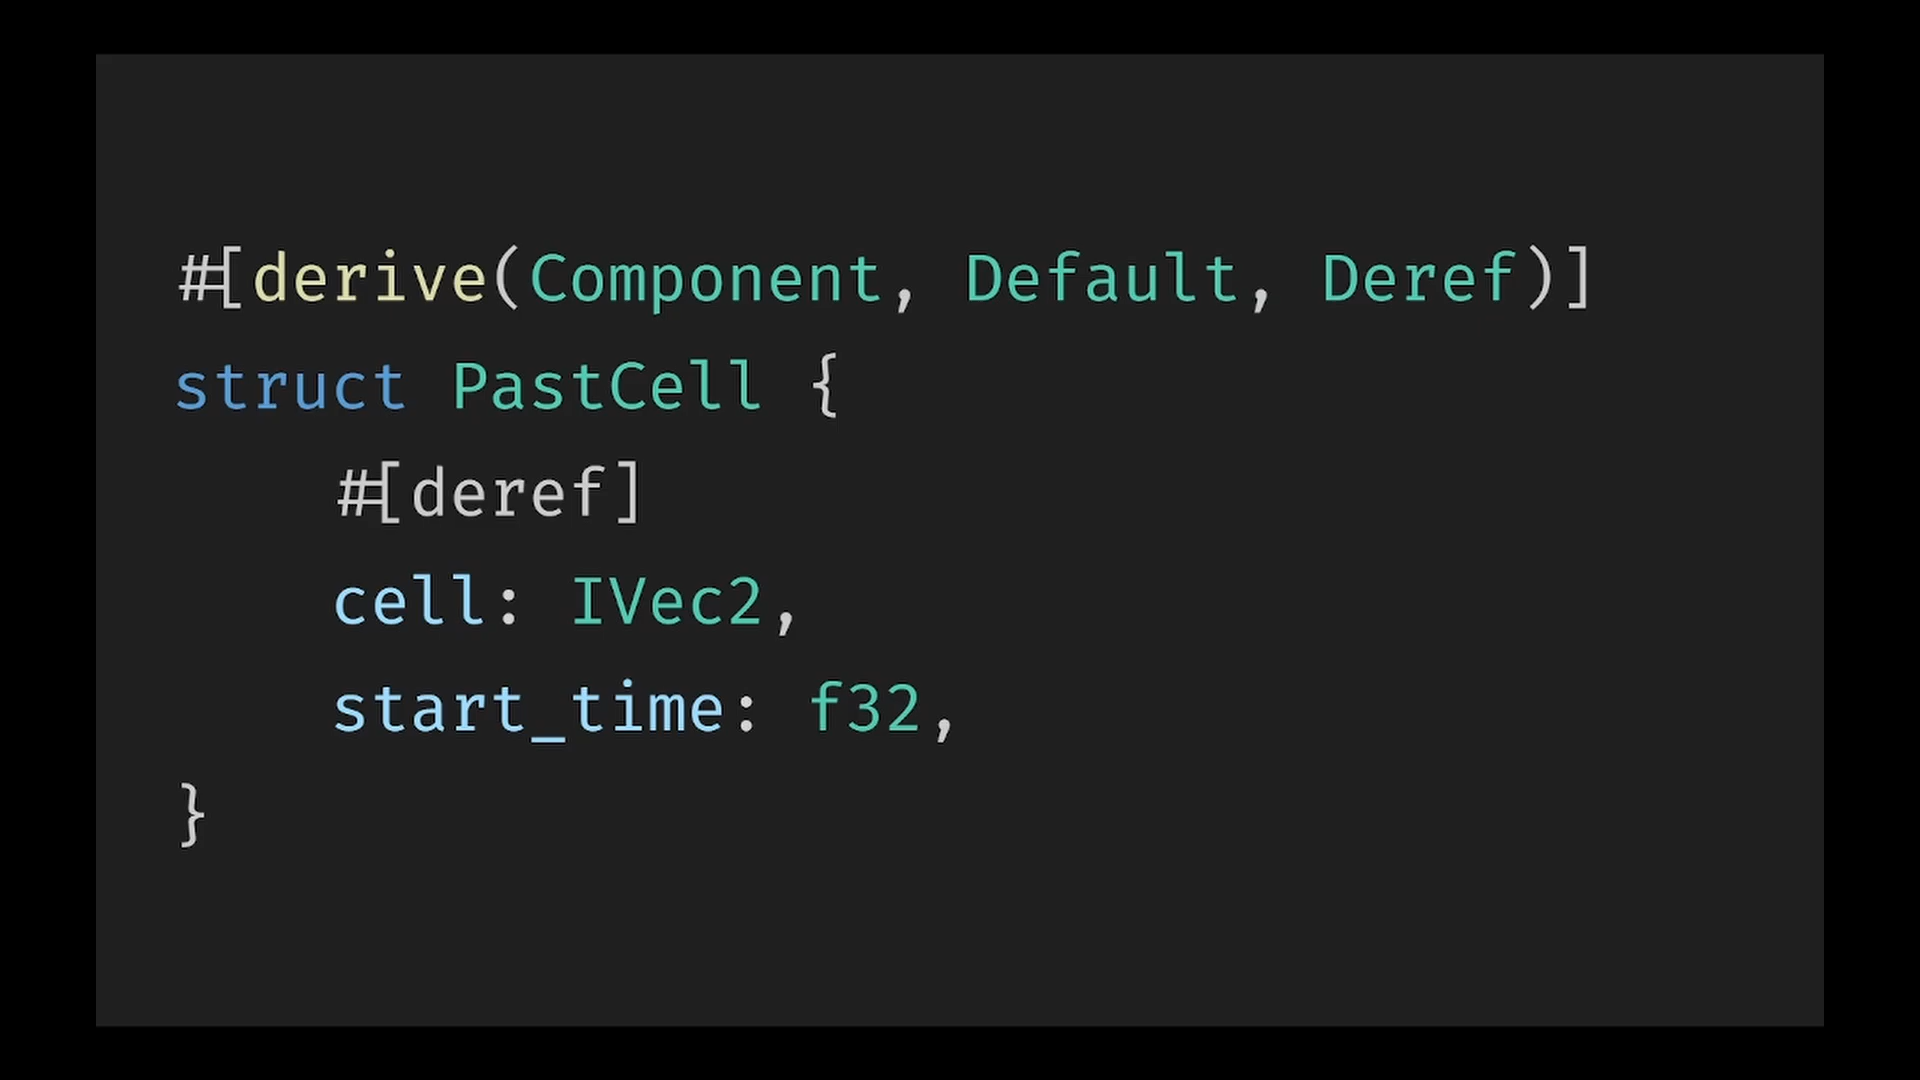 #[derive(Component, Default, Deref)]
struct PastCell {
    #[deref]
    cell: IVec2,
    start_time: f32,
}